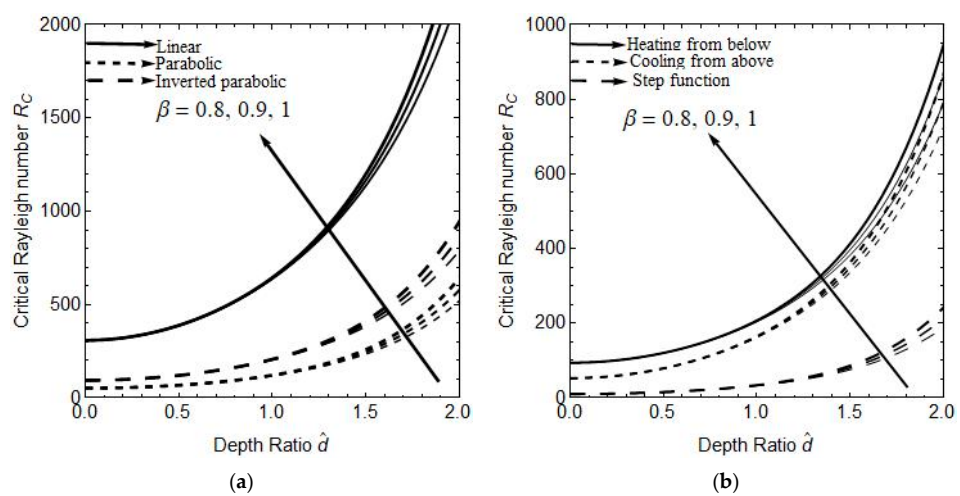 2000
1500
1000
500
0
Critical Rayleigh number R_C
Linear
Parabolic
Inverted parabolic
β = 0.8, 0.9, 1
0.0 0.5 1.0 1.5 2.0
Depth Ratio d̂
(a)
1000
800
600
400
200
0
Critical Rayleigh number R_C
Heating from below
Cooling from above
Step function
β = 0.8, 0.9, 1
0.0 0.5 1.0 1.5 2.0
Depth Ratio d̂
(b)